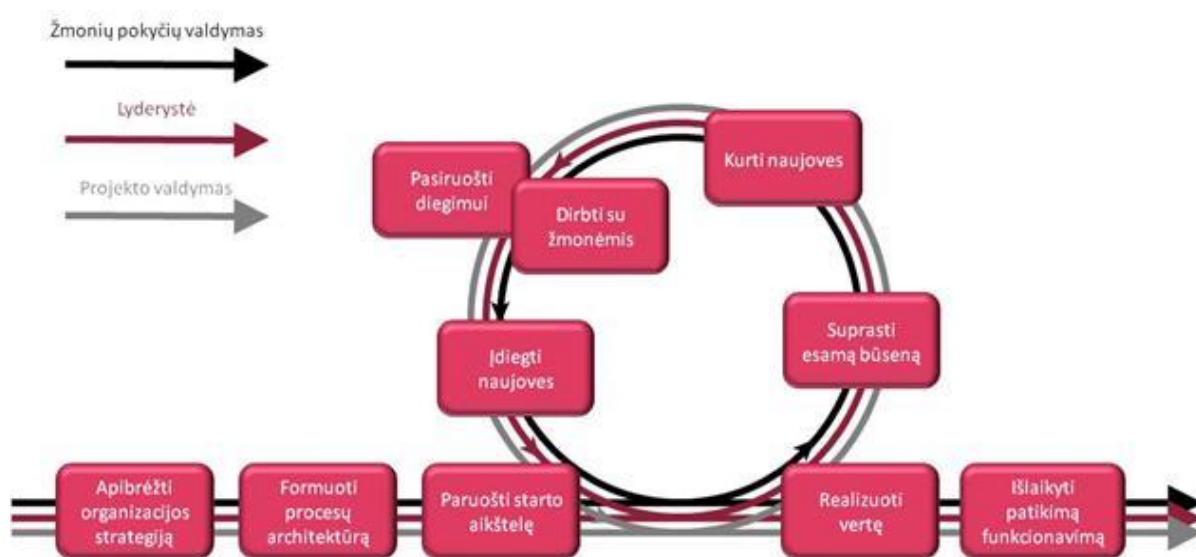 Žmonių pokyčių valdymas
Lyderystė
Projekto valdymas
Kurti naujoves
Pasiruošti
diegimui
Dirbti su
žmonėmis
Įdiegti
naujoves
Suprasti
esamą būseną
Apibrėžti
organizacijos
strategiją
Formuoti
procesų
architektūrą
Paruošti starto
aikštelę
Realizuoti
vertę
Išlaikyti
patikimą
funkcionavimą